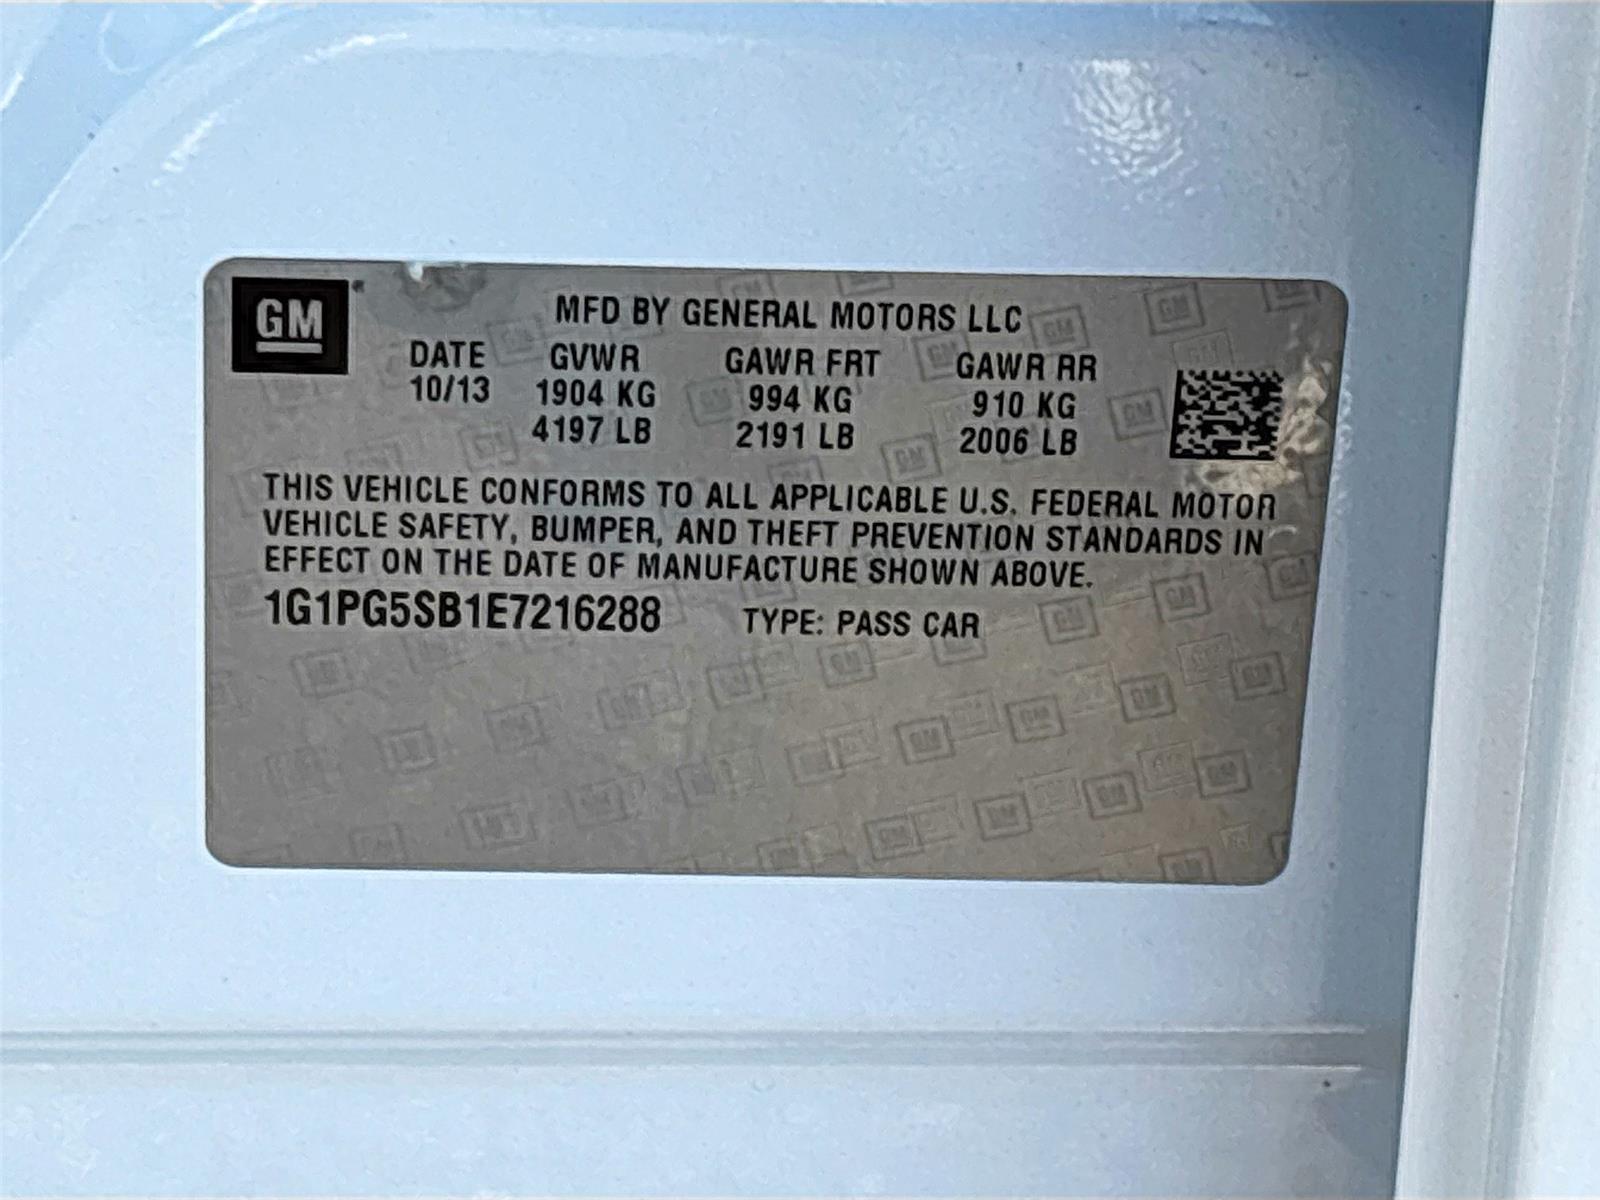 GM
MFD BY GENERAL MOTORS LLC
DATE GVWR GAWR FRT GAWR RR
10/13 1904 KG 994 KG 910 KG
4197 LB 2191 LB 2006 LB
THIS VEHICLE CONFORMS TO ALL APPLICABLE U.S. FEDERAL MOTOR
VEHICLE SAFETY, BUMPER, AND THEFT PREVENTION STANDARDS IN
EFFECT ON THE DATE OF MANUFACTURE SHOWN ABOVE.
1G1PG5SB1E7216288 TYPE: PASS CAR